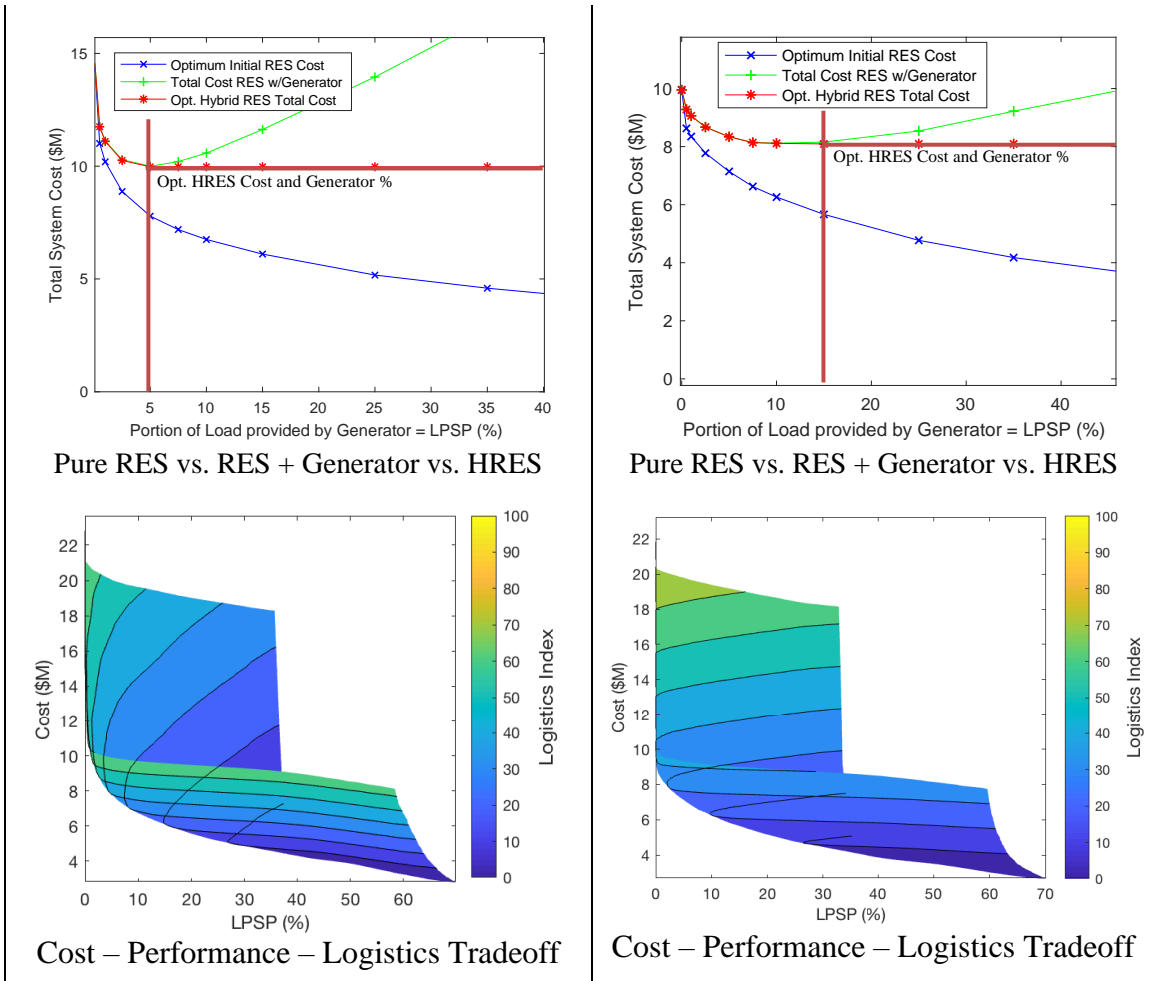 Optimum Initial RES Cost
Total Cost RES w/Generator
Opt. Hybrid RES Total Cost
Opt. HRES Cost and Generator %
Total System Cost ($M)
15
10
5
0
5 10 15 20 25 30 35 40
Portion of Load provided by Generator = LPSP (%)
Pure RES vs. RES + Generator vs. HRES
Optimum Initial RES Cost
Total Cost RES w/Generator
Opt. Hybrid RES Total Cost
Opt. HRES Cost and Generator %
Total System Cost ($M)
10
8
6
4
2
0
0 10 20 30 40
Portion of Load provided by Generator = LPSP (%)
Pure RES vs. RES + Generator vs. HRES
Cost ($M)
22
20
18
16
14
12
10
8
6
4
0 10 20 30 40 50 60
LPSP (%)
100
90
80
70
60
50
40
30
20
10
0
Logistics Index
Cost – Performance – Logistics Tradeoff
Cost ($M)
22
20
18
16
14
12
10
8
6
4
0 10 20 30 40 50 60 70
LPSP (%)
100
90
80
70
60
50
40
30
20
10
0
Logistics Index
Cost – Performance – Logistics Tradeoff